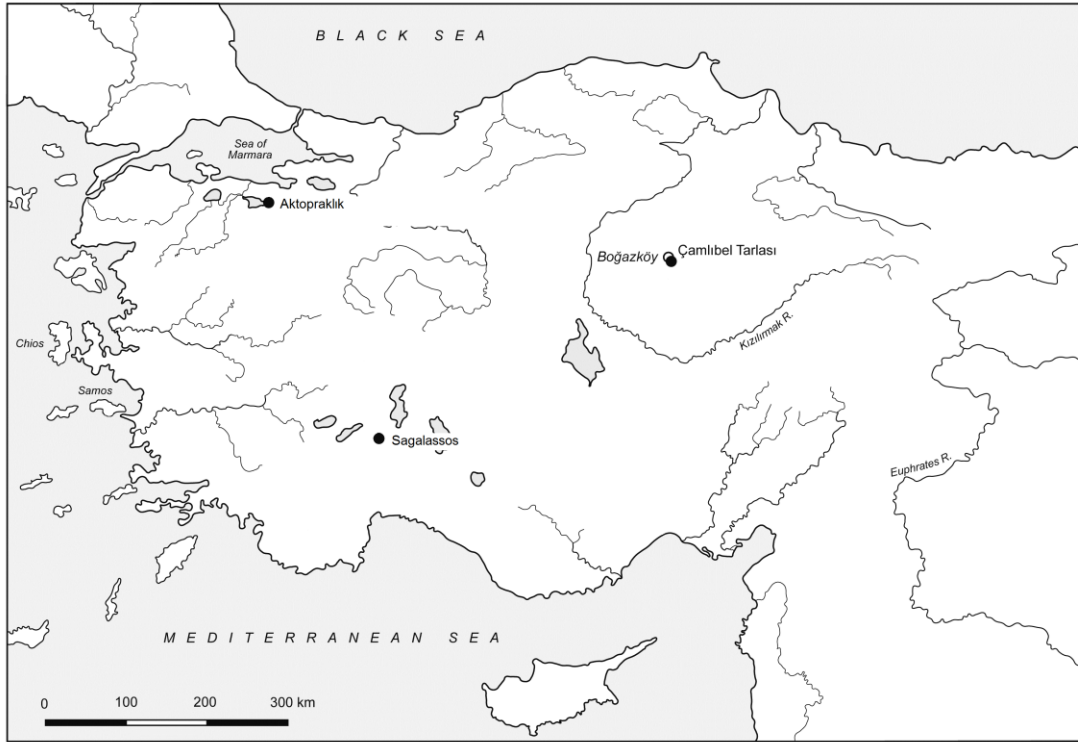 BLACK SEA
Sea of
Marmara
Aktopraklık
Boğazköy
Çamlıbel Tarlası
Kızılırmak R.
Chios
Samos
Sagalassos
Euphrates R.
MEDITERRANEAN SEA
0 100 200 300 km